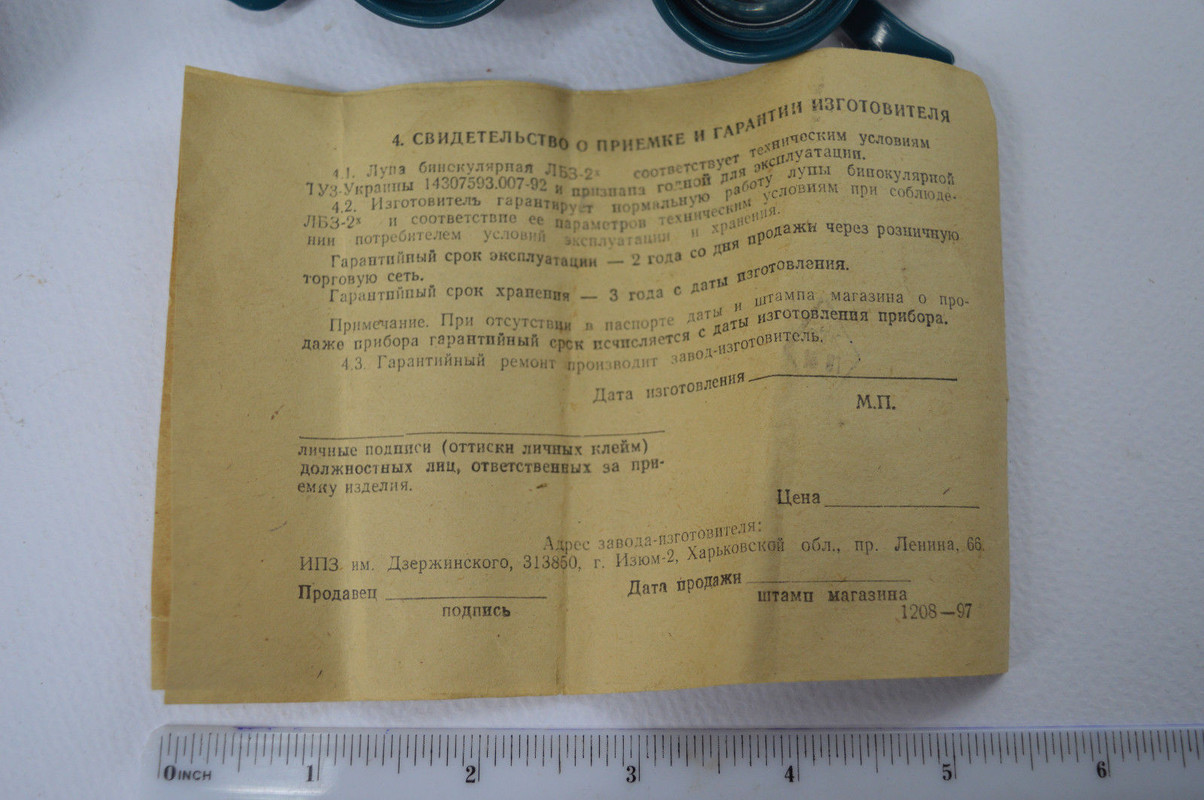 4. СВИДЕТЕЛЬСТВО О ПРИЕМКЕ И ГАРАНТИИ ИЗГОТОВИТЕЛЯ
4.1. Лупа бинокулярная ЛБЗ-2ˣ соответствует техническим условиям
ТУЗ-Украины 14307593.007-92 и признана годной для эксплуатации.
4.2. Изготовитель гарантирует нормальную работу лупы бинокулярной
ЛБЗ-2ˣ и соответствие ее параметров техническим условиям при соблюде-
нии потребителем условий эксплуатации и хранения.
Гарантийный срок эксплуатации — 2 года со дня продажи через розничную
торговую сеть.
Гарантийный срок хранения — 3 года с даты изготовления.
Примечание. При отсутствии в паспорте даты и штампа магазина о про-
даже прибора гарантийный срок исчисляется с даты изготовления прибора.
4.3. Гарантийный ремонт производит завод-изготовитель.
Дата изготовления
М.П.
личные подписи (оттиски личных клейм)
должностных лиц, ответственных за при-
емку изделия.
Цена
Адрес завода-изготовителя:
ИПЗ им. Дзержинского, 313850, г. Изюм-2, Харьковской обл., пр. Ленина, 66.
Продавец
Дата продажи
подпись
штамп магазина
1208—97
0 INCH 1 2 3 4 5 6